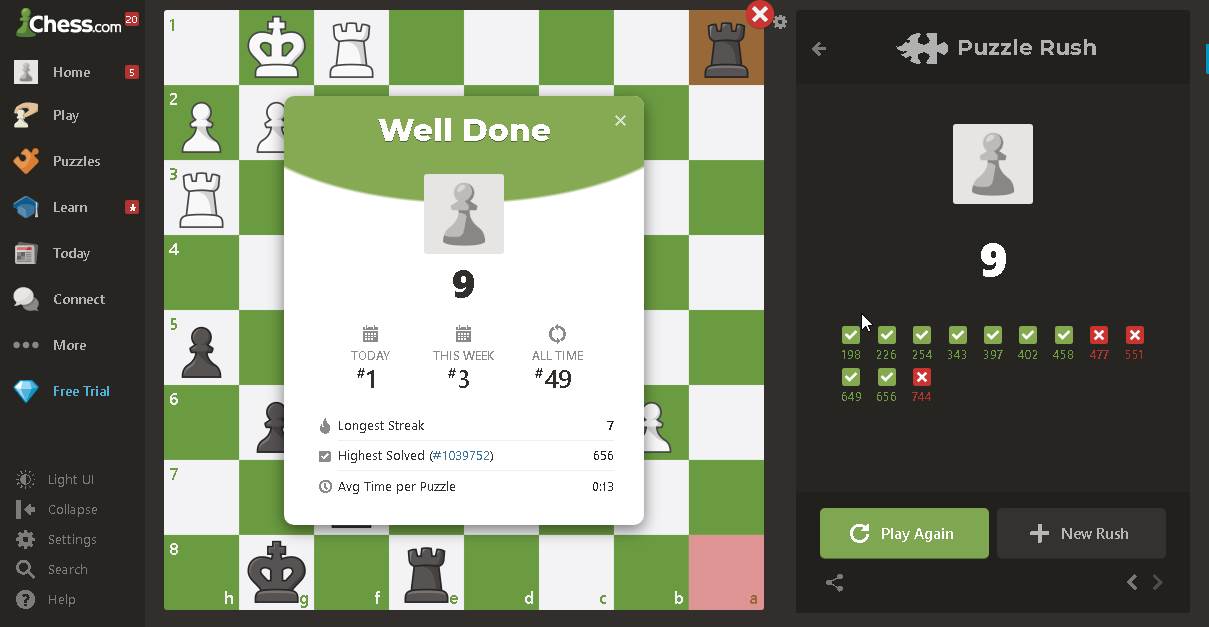 Chess.com 20
Home 5
Play
Puzzles
Learn
Today
Connect
More
Free Trial
Light UI
Collapse
Settings
Search
Help
1
2
3
4
5
6
7
8
h g f e d c b a
Well Done
9
TODAY THIS WEEK ALL TIME
#1 #3 #49
Longest Streak 7
Highest Solved (#1039752) 656
Avg Time per Puzzle 0:13
Puzzle Rush
9
198 226 254 343 397 402 458 477 551
649 656 744
Play Again
New Rush